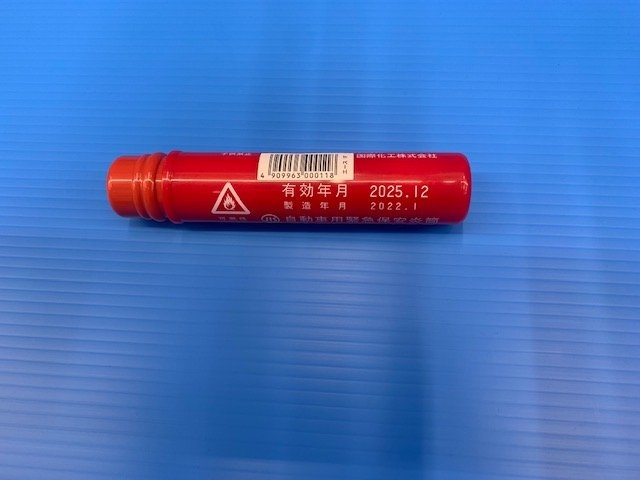 国際化工株式会社
4 909963 000118
有効年月 2025.12
製造年月 2022.1
JIS 自動車用緊急保安炎筒